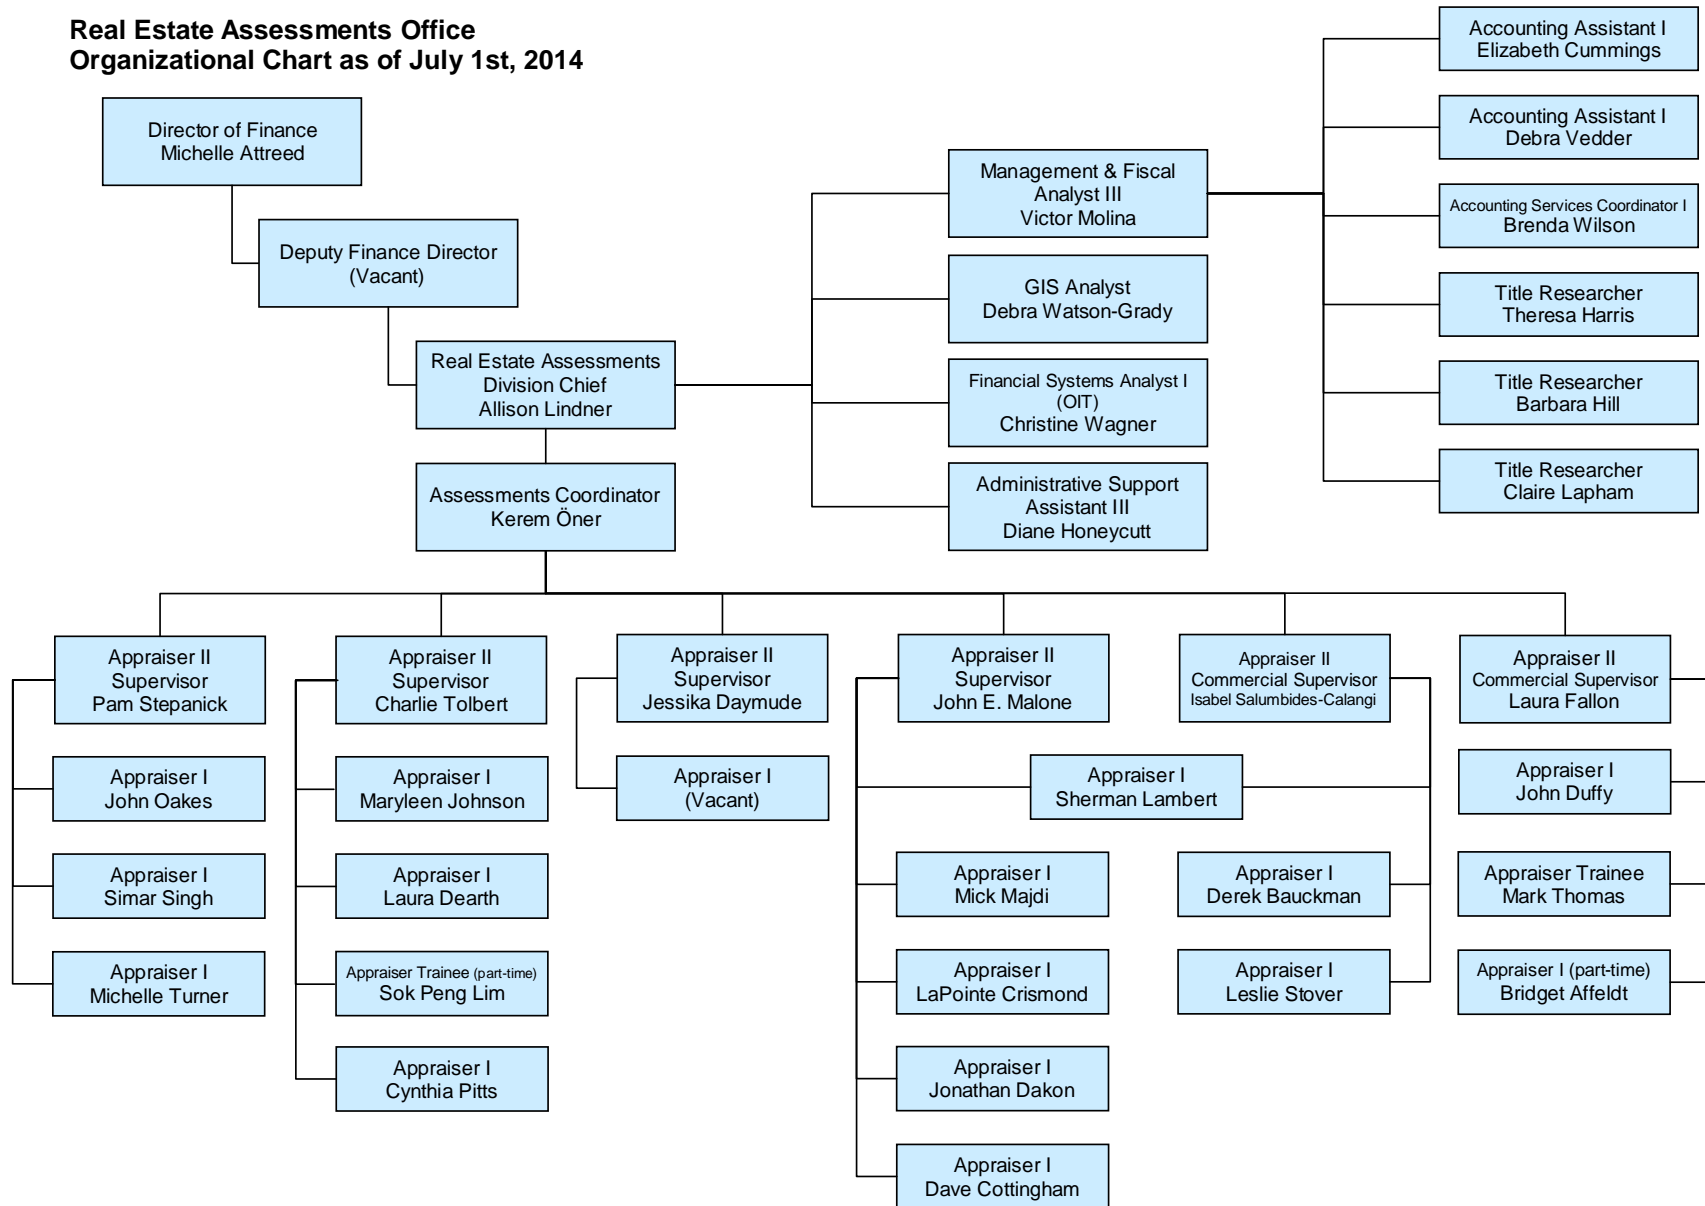 Real Estate Assessments Office
Organizational Chart as of July 1st, 2014
Director of Finance
Michelle Attreed
Deputy Finance Director
(Vacant)
Real Estate Assessments
Division Chief
Allison Lindner
Assessments Coordinator
Kerem Öner
Management & Fiscal
Analyst III
Victor Molina
GIS Analyst
Debra Watson-Grady
Financial Systems Analyst I
(OIT)
Christine Wagner
Administrative Support
Assistant III
Diane Honeycutt
Accounting Assistant I
Elizabeth Cummings
Accounting Assistant I
Debra Vedder
Accounting Services Coordinator I
Brenda Wilson
Title Researcher
Theresa Harris
Title Researcher
Barbara Hill
Title Researcher
Claire Lapham
Appraiser II
Supervisor
Pam Stepanick
Appraiser I
John Oakes
Appraiser I
Simar Singh
Appraiser I
Michelle Turner
Appraiser II
Supervisor
Charlie Tolbert
Appraiser I
Maryleen Johnson
Appraiser I
Laura Dearth
Appraiser Trainee (part-time)
Sok Peng Lim
Appraiser I
Cynthia Pitts
Appraiser II
Supervisor
Jessika Daymude
Appraiser I
(Vacant)
Appraiser II
Supervisor
John E. Malone
Appraiser I
Sherman Lambert
Appraiser I
Mick Majdi
Appraiser I
LaPointe Crismond
Appraiser I
Jonathan Dakon
Appraiser I
Dave Cottingham
Appraiser II
Commercial Supervisor
Isabel Salumbides-Calangi
Appraiser I
Derek Bauckman
Appraiser I
Leslie Stover
Appraiser II
Commercial Supervisor
Laura Fallon
Appraiser I
John Duffy
Appraiser Trainee
Mark Thomas
Appraiser I (part-time)
Bridget Affeldt